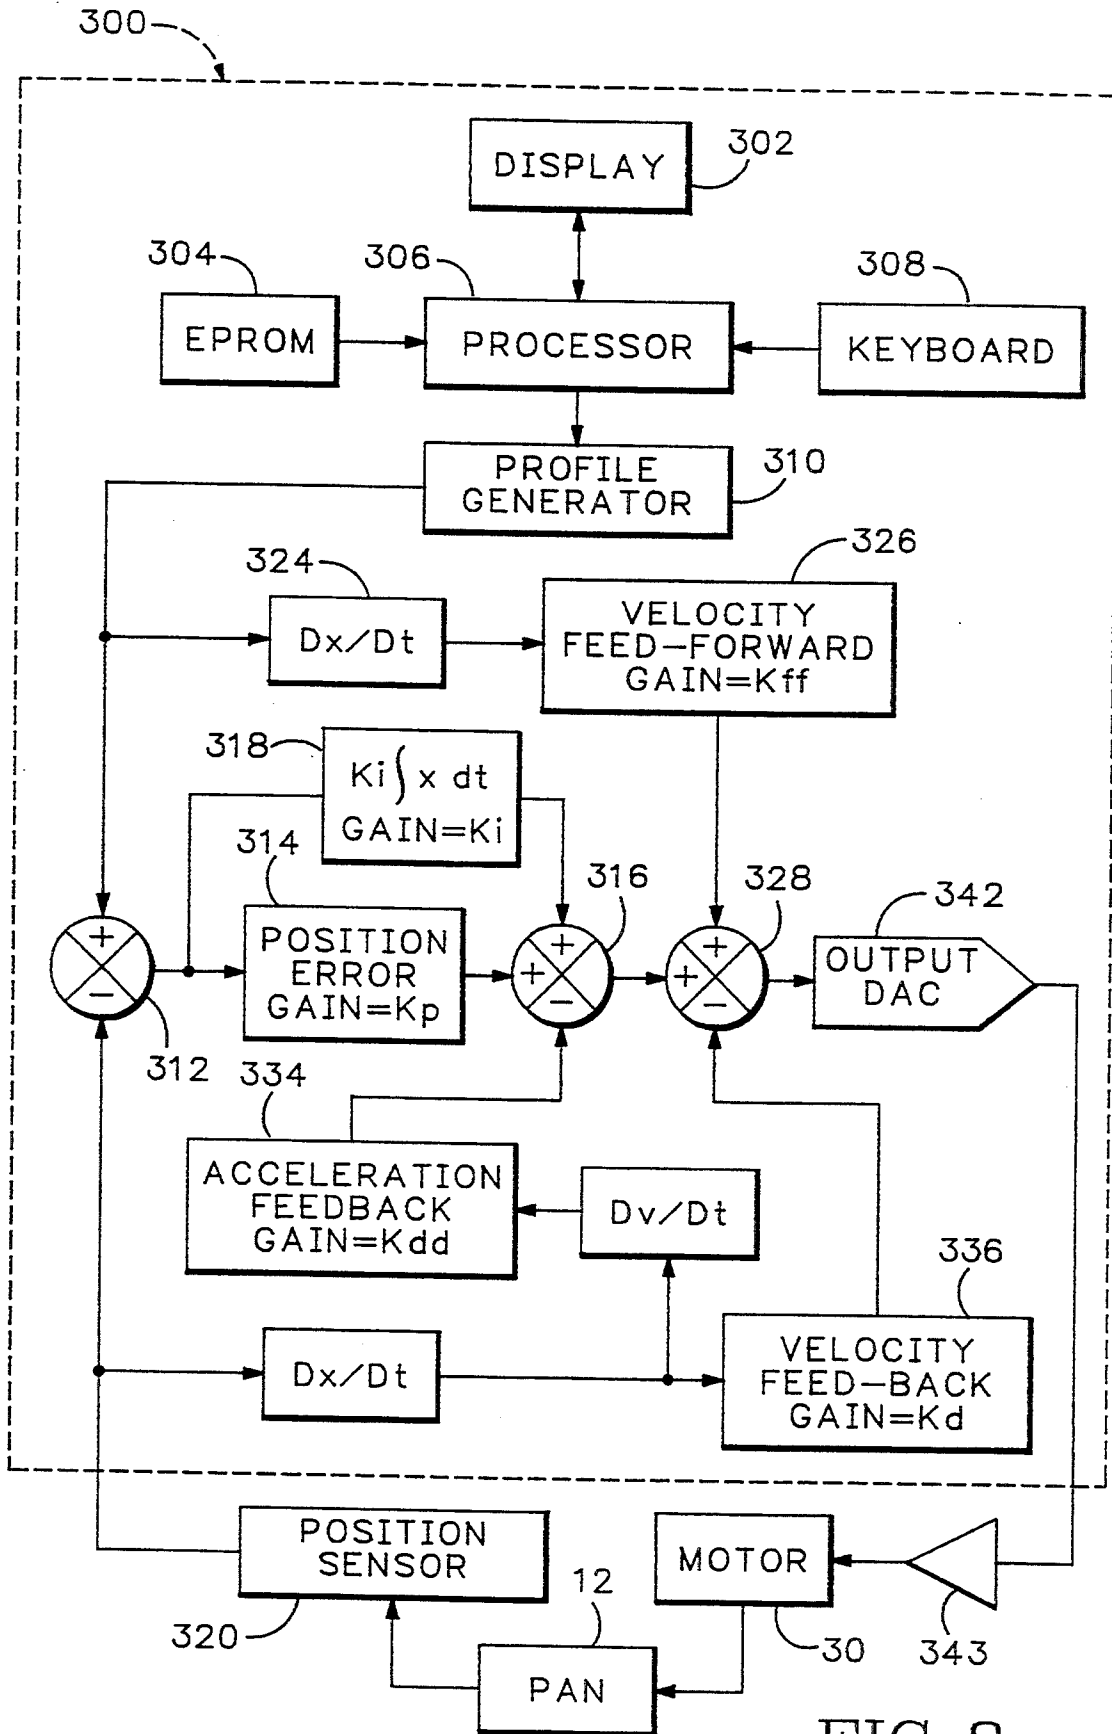 300
DISPLAY
302
304
306
308
EPROM
PROCESSOR
KEYBOARD
PROFILE
GENERATOR
310
324
326
Dx/Dt
VELOCITY
FEED-FORWARD
GAIN=Kff
318
Ki∫ x dt
GAIN=Ki
314
316
328
342
+
−
312
POSITION
ERROR
GAIN=Kp
+
+
−
+
+
−
OUTPUT
DAC
334
ACCELERATION
FEEDBACK
GAIN=Kdd
Dv/Dt
336
Dx/Dt
VELOCITY
FEED-BACK
GAIN=Kd
POSITION
SENSOR
320
MOTOR
30
343
12
PAN